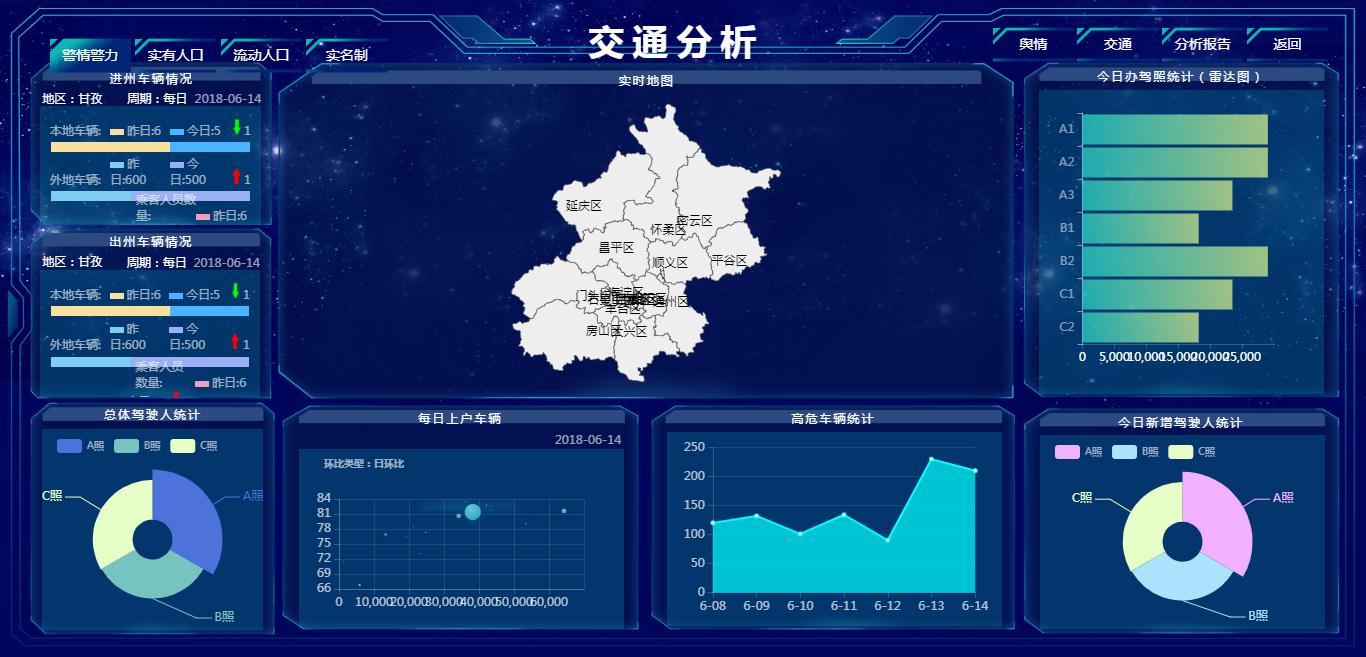 交通分析
警情警力 实有人口 流动人口 实名制
舆情 交通 分析报告 返回
进州车辆情况
地区：甘孜 周期：每日 2018-06-14
本地车辆: 昨日:6 今日:5 1
外地车辆: 昨日:600 今日:500 1
乘客人员数量: 昨日:6
出州车辆情况
地区：甘孜 周期：每日 2018-06-14
本地车辆: 昨日:6 今日:5 1
外地车辆: 昨日:600 今日:500 1
乘客人员数量: 昨日:6
实时地图
延庆区
密云区
怀柔区
昌平区
顺义区
平谷区
海淀区
通州区
丰台区
房山区
大兴区
今日办驾照统计（雷达图）
A1
A2
A3
B1
B2
C1
C2
0 5,000 10,000 15,000 20,000 25,000
总体驾驶人统计
A照 B照 C照
C照
A照
B照
每日上户车辆
2018-06-14
环比类型：日环比
84
81
78
75
72
69
66
0 10,000 20,000 30,000 40,000 50,000 60,000
高危车辆统计
250
200
150
100
50
0
6-08 6-09 6-10 6-11 6-12 6-13 6-14
今日新增驾驶人统计
A照 B照 C照
C照
A照
B照